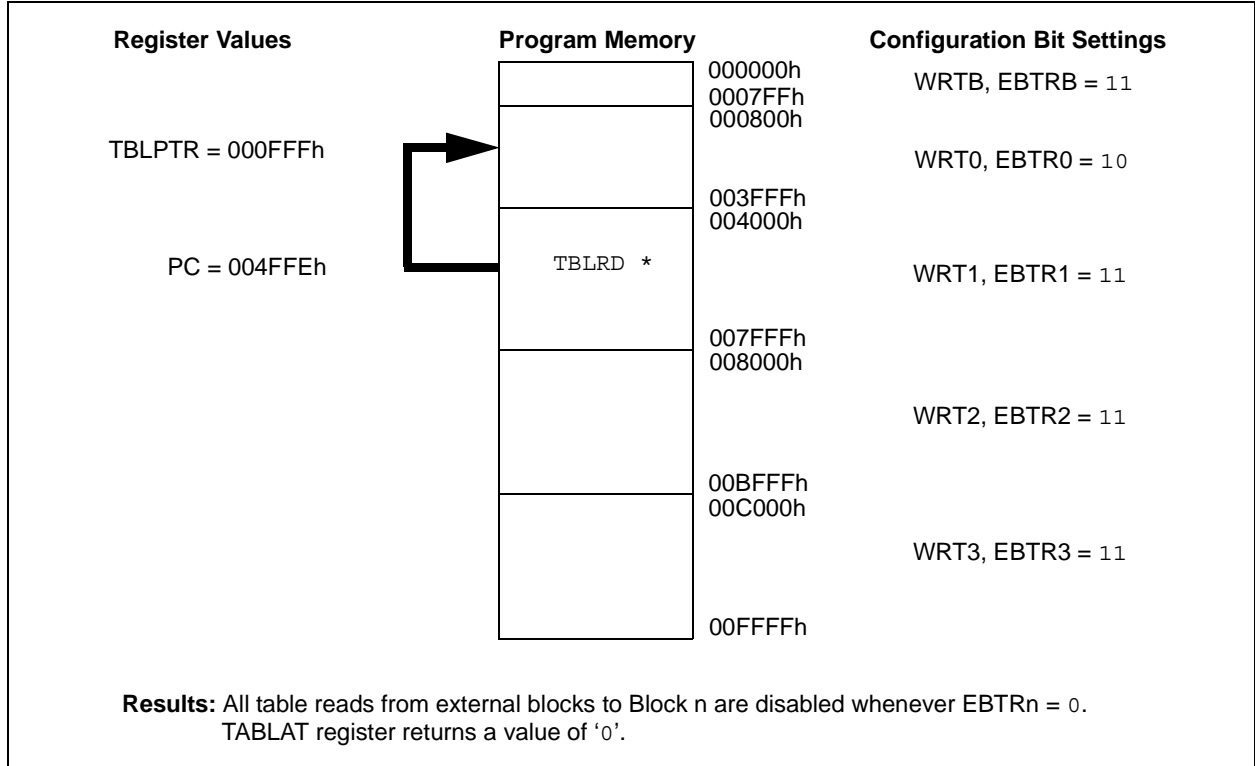 Register Values Program Memory Configuration Bit Settings
000000h
WRTB, EBTRB = 11
0007FFh
000800h
TBLPTR = 000FFFh
WRT0, EBTR0 = 10
003FFFh
004000h
PC = 004FFEh
TBLRD *
WRT1, EBTR1 = 11
007FFFh
008000h
WRT2, EBTR2 = 11
00BFFFh
00C000h
WRT3, EBTR3 = 11
00FFFFh
Results: All table reads from external blocks to Block n are disabled whenever EBTRn = 0.
TABLAT register returns a value of ‘0’.